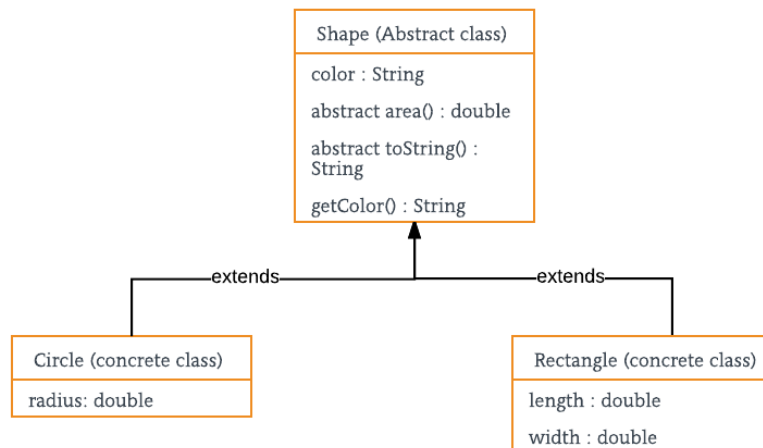 Shape (Abstract class)
color : String
abstract area() : double
abstract toString() :
String
getColor() : String
extends
extends
Circle (concrete class)
radius: double
Rectangle (concrete class)
length : double
width : double